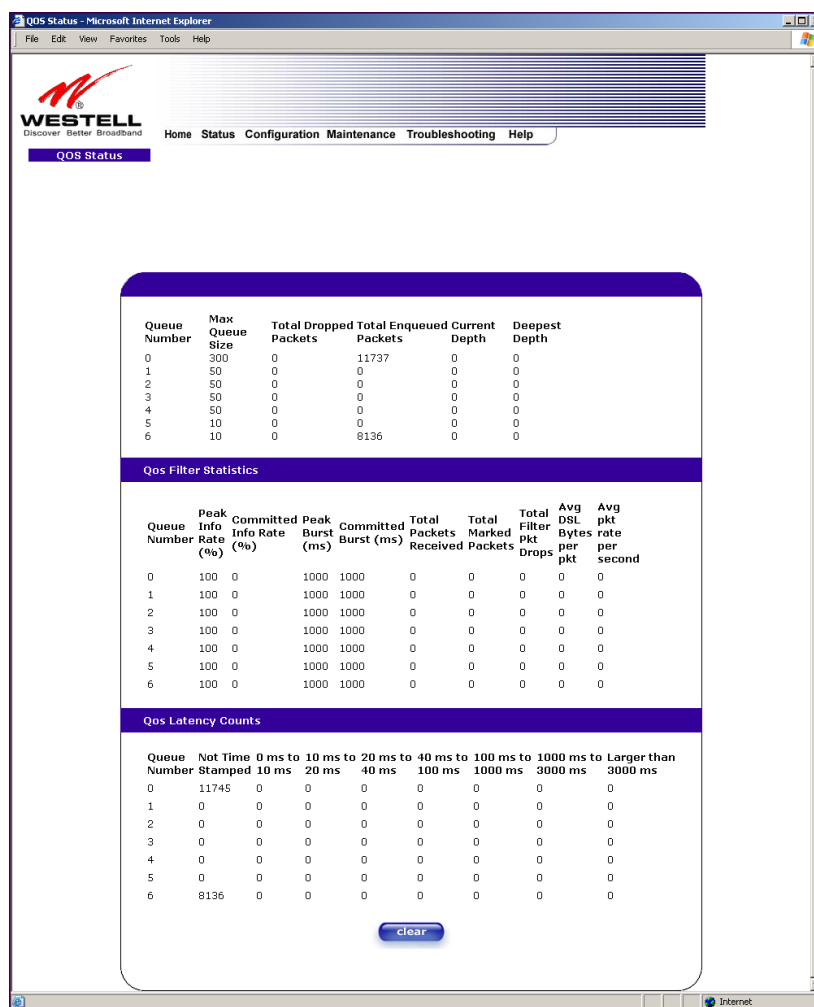 QOS Status - Microsoft Internet Explorer
File Edit View Favorites Tools Help
WESTELL
®
Discover Better Broadband
Home Status Configuration Maintenance Troubleshooting Help
QOS Status
Queue Number Max Queue Size Total Dropped Packets Total Enqueued Packets Current Depth Deepest Depth
0 300 0 11737 0 0
1 50 0 0 0 0
2 50 0 0 0 0
3 50 0 0 0 0
4 50 0 0 0 0
5 10 0 0 0 0
6 10 0 8136 0 0
Qos Filter Statistics
Queue Number Peak Info Rate (%) Committed Info Rate (%) Peak Burst (ms) Committed Burst (ms) Total Packets Received Total Marked Packets Total Filter Pkt Drops Avg DSL Bytes per pkt Avg pkt rate per second
0 100 0 1000 1000 0 0 0 0 0
1 100 0 1000 1000 0 0 0 0 0
2 100 0 1000 1000 0 0 0 0 0
3 100 0 1000 1000 0 0 0 0 0
4 100 0 1000 1000 0 0 0 0 0
5 100 0 1000 1000 0 0 0 0 0
6 100 0 1000 1000 0 0 0 0 0
Qos Latency Counts
Queue Number Not Time Stamped 0 ms to 10 ms 10 ms to 20 ms 20 ms to 40 ms 40 ms to 100 ms 100 ms to 1000 ms 1000 ms to 3000 ms Larger than 3000 ms
0 11745 0 0 0 0 0 0 0
1 0 0 0 0 0 0 0 0
2 0 0 0 0 0 0 0 0
3 0 0 0 0 0 0 0 0
4 0 0 0 0 0 0 0 0
5 0 0 0 0 0 0 0 0
6 8136 0 0 0 0 0 0 0
clear
Internet